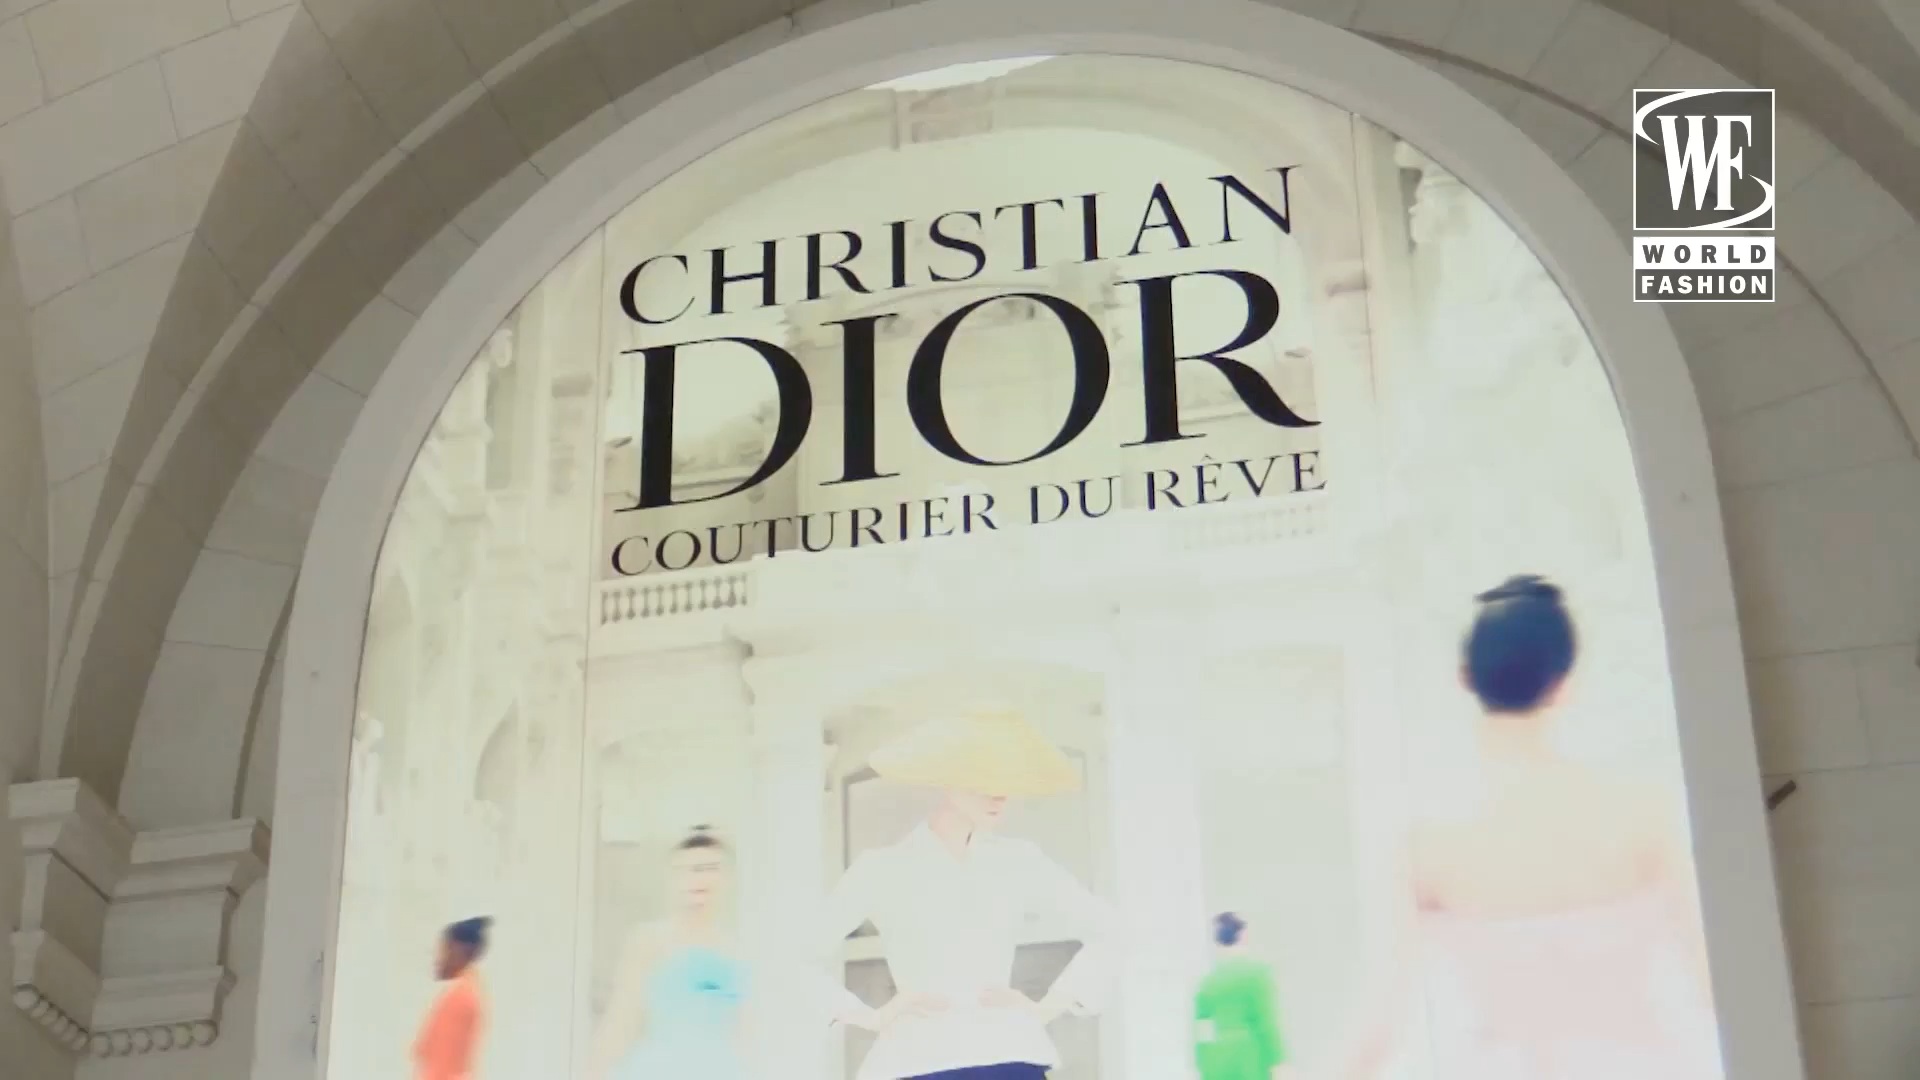 CHRISTIAN
DIOR
COUTURIER DU RÊVE
WF
WORLD
FASHION